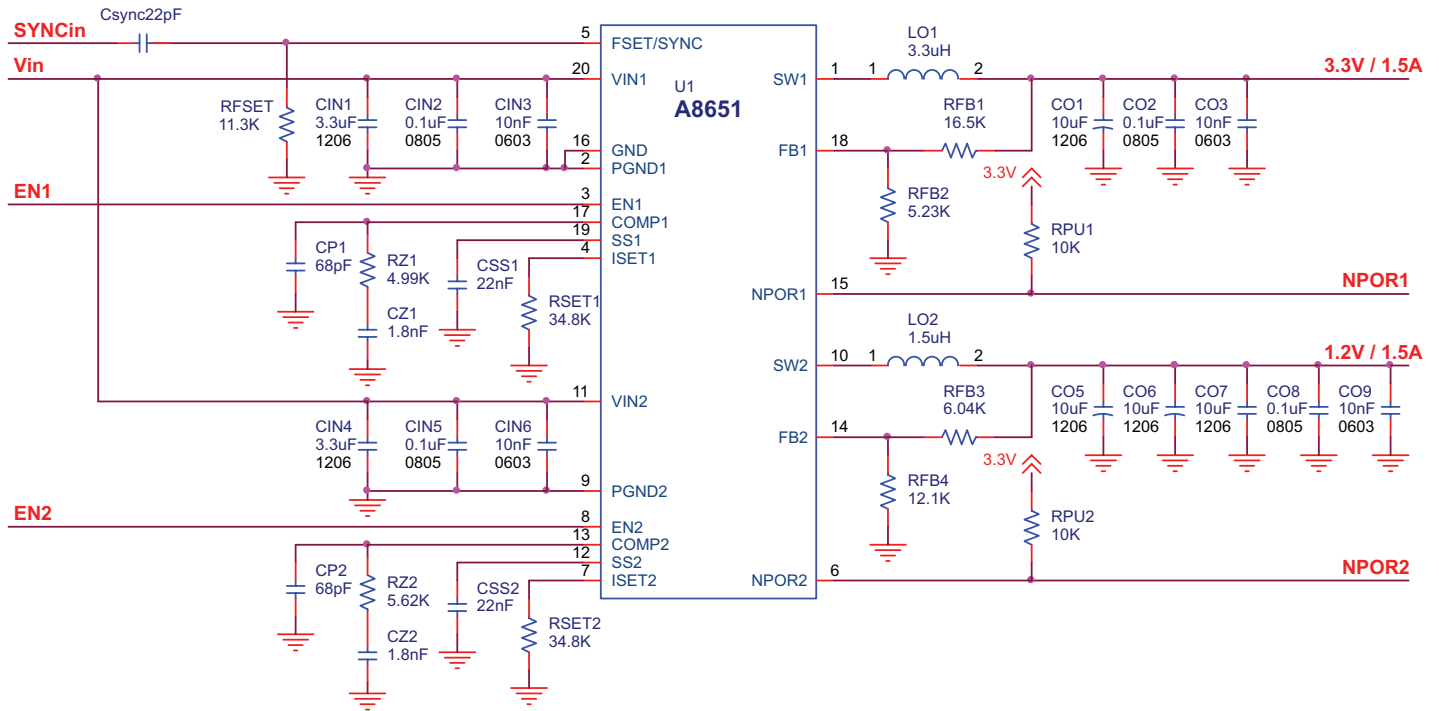 Csync22pF
SYNCin
5
FSET/SYNC
Vin
20
VIN1
U1
A8651
RFSET
11.3K
CIN1
3.3uF
1206
CIN2
0.1uF
0805
CIN3
10nF
0603
16
GND
2
PGND1
EN1
3
EN1
17
COMP1
19
SS1
4
ISET1
CP1
68pF
RZ1
4.99K
CZ1
1.8nF
CSS1
22nF
RSET1
34.8K
11
VIN2
CIN4
3.3uF
1206
CIN5
0.1uF
0805
CIN6
10nF
0603
9
PGND2
EN2
8
EN2
13
COMP2
12
SS2
7
ISET2
CP2
68pF
RZ2
5.62K
CZ2
1.8nF
CSS2
22nF
RSET2
34.8K
SW1
1
LO1
3.3uH
1
2
3.3V / 1.5A
RFB1
16.5K
CO1
10uF
1206
CO2
0.1uF
0805
CO3
10nF
0603
FB1
18
RFB2
5.23K
3.3V
RPU1
10K
NPOR1
15
NPOR1
LO2
1.5uH
SW2
10
1
2
1.2V / 1.5A
RFB3
6.04K
CO5
10uF
1206
CO6
10uF
1206
CO7
10uF
1206
CO8
0.1uF
0805
CO9
10nF
0603
FB2
14
RFB4
12.1K
3.3V
RPU2
10K
NPOR2
6
NPOR2